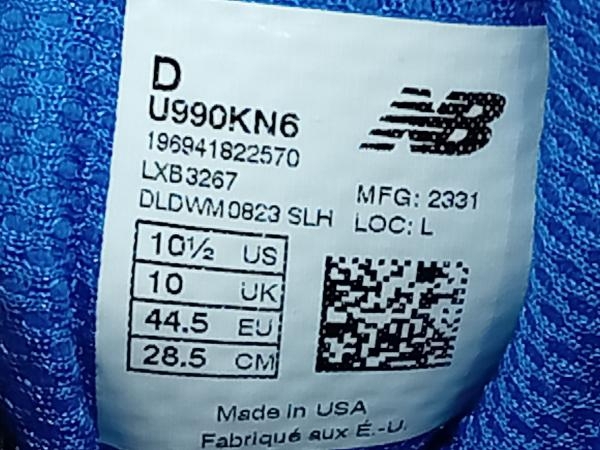 D
U990KN6
196941822570
LXB3267
DLDWM0823 SLH
NB
MFG: 2331
LOC: L
10½ US
10 UK
44.5 EU
28.5 CM
Made in USA
Fabriqué aux É.-U.